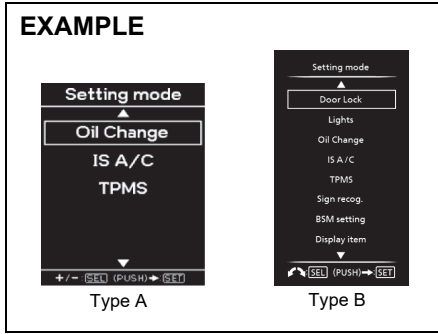 EXAMPLE
Setting mode
Oil Change
IS A/C
TPMS
+/-:SEL (PUSH)➔SET
Type A
Setting mode
Door Lock
Lights
Oil Change
IS A/C
TPMS
Sign recog.
BSM setting
Display item
:SEL (PUSH)➔:SET
Type B